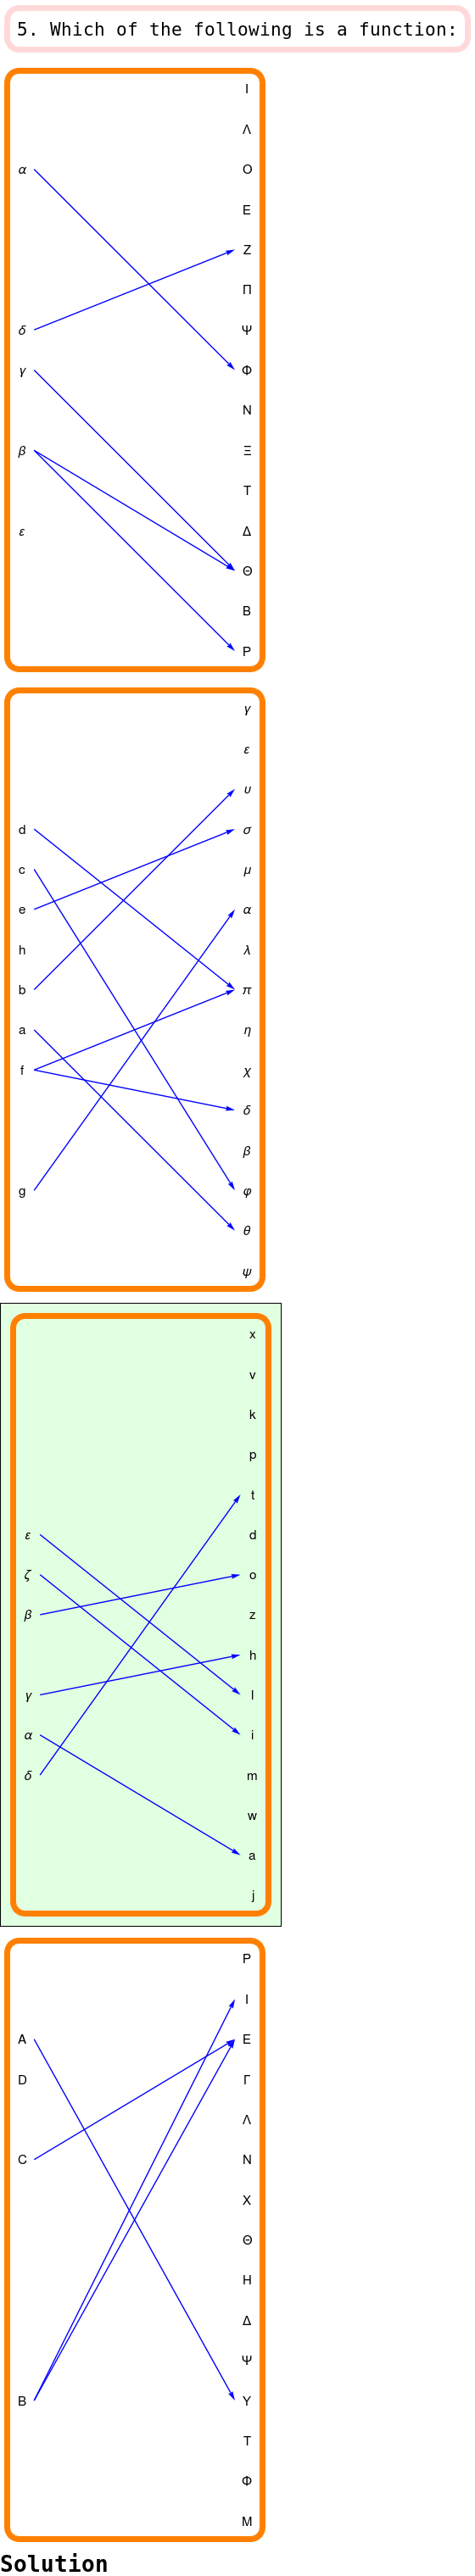 5. Which of the following is a function:
Ι
Λ
α Ο
Ε
Ζ
Π
δ Ψ
γ Φ
Ν
β Ξ
Τ
ε Δ
Θ
Β
Ρ
γ
ε
υ
d σ
c μ
e α
h λ
b π
a η
f χ
δ
β
g φ
θ
ψ
x
v
k
p
t
ε d
ζ o
β z
h
γ l
α i
δ m
w
a
j
Ρ
Ι
A Ε
D Γ
Λ
C Ν
Χ
Θ
Η
Δ
Ψ
B Υ
Τ
Φ
Μ
Solution